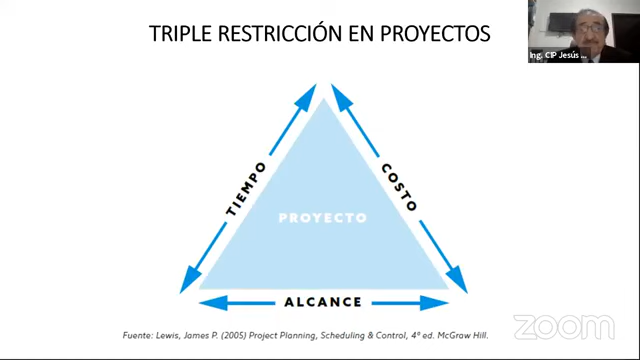 TRIPLE RESTRICCIÓN EN PROYECTOS
Ing. CIP Jesús ...
TIEMPO
COSTO
PROYECTO
ALCANCE
Fuente: Lewis, James P. (2005) Project Planning, Scheduling & Control, 4ª ed. McGraw Hill.
zoom